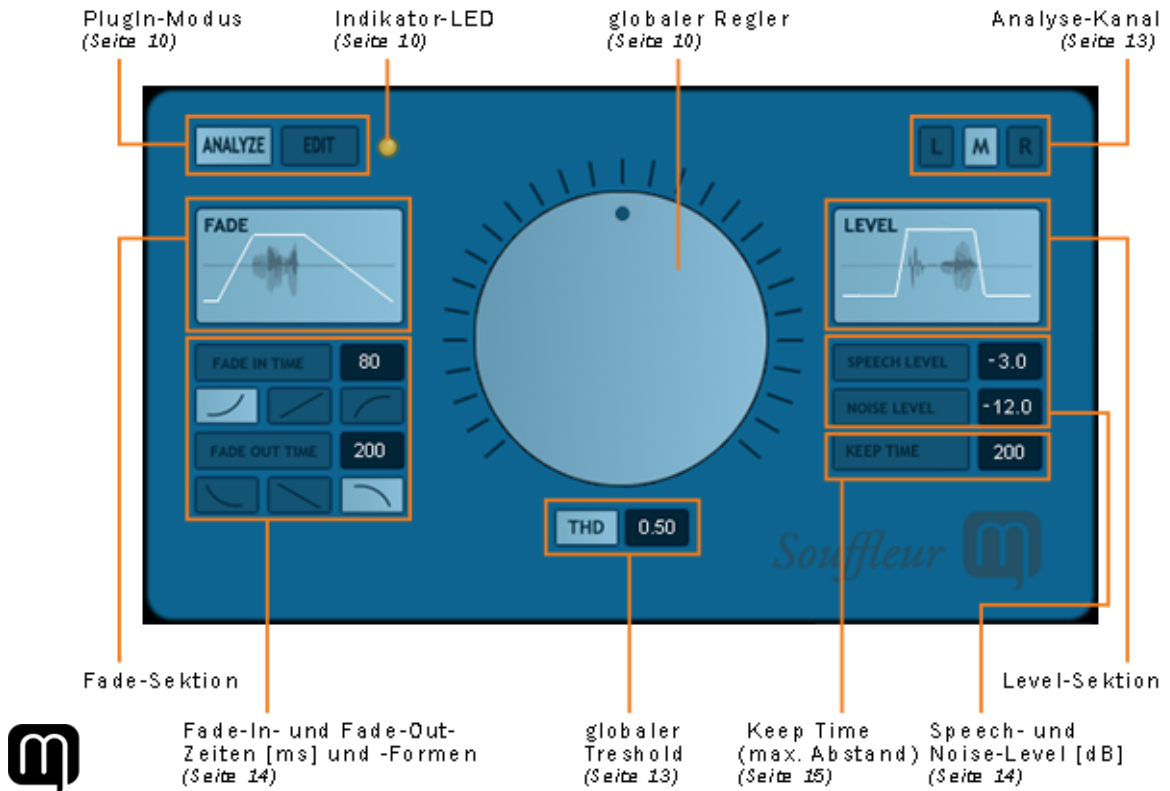 PlugIn-Modus
(Seite 10)
Indikator-LED
(Seite 10)
globaler Regler
(Seite 10)
Analyse-Kanal
(Seite 13)
ANALYZE
EDIT
L
M
R
FADE
LEVEL
FADE IN TIME
80
FADE OUT TIME
200
SPEECH LEVEL
-3.0
NOISE LEVEL
-12.0
KEEP TIME
200
THD
0.50
Souffleur
m
Fade-Sektion
Level-Sektion
Fade-In- und Fade-Out-
Zeiten [ms] und -Formen
(Seite 14)
globaler
Treshold
(Seite 13)
Keep Time
(max. Abstand)
(Seite 15)
Speech- und
Noise-Level [dB]
(Seite 14)
m